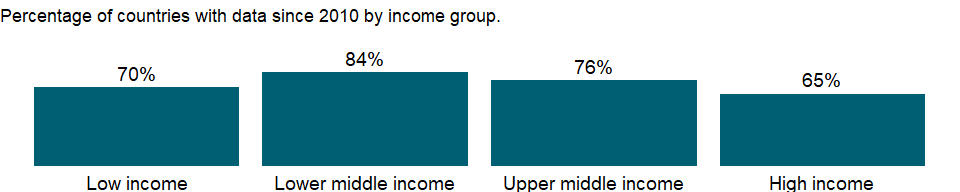 Percentage of countries with data since 2010 by income group.
70%
84%
76%
65%
Low income
Lower middle income
Upper middle income
High income